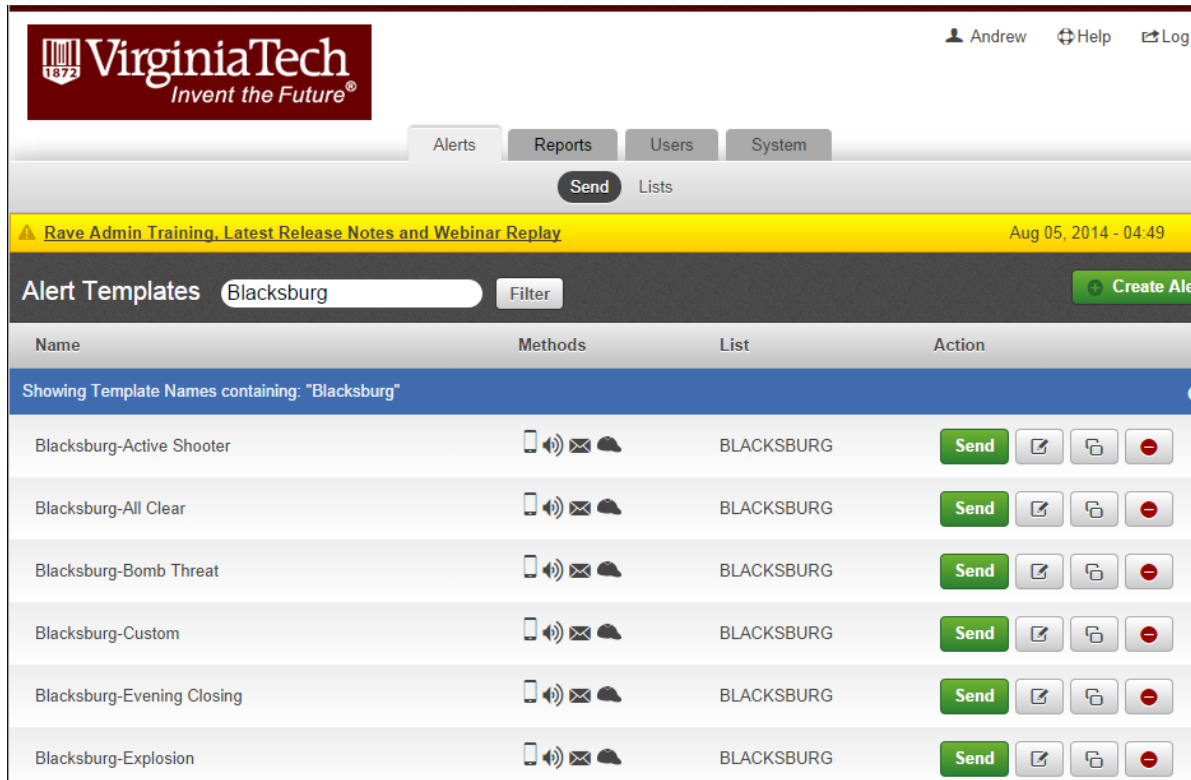 VirginiaTech
1872
Invent the Future®
Andrew Help Log
Alerts Reports Users System
Send Lists
Rave Admin Training, Latest Release Notes and Webinar Replay Aug 05, 2014 - 04:49
Alert Templates Blacksburg Filter Create Ale
Name Methods List Action
Showing Template Names containing: "Blacksburg"
Blacksburg-Active Shooter BLACKSBURG Send
Blacksburg-All Clear BLACKSBURG Send
Blacksburg-Bomb Threat BLACKSBURG Send
Blacksburg-Custom BLACKSBURG Send
Blacksburg-Evening Closing BLACKSBURG Send
Blacksburg-Explosion BLACKSBURG Send